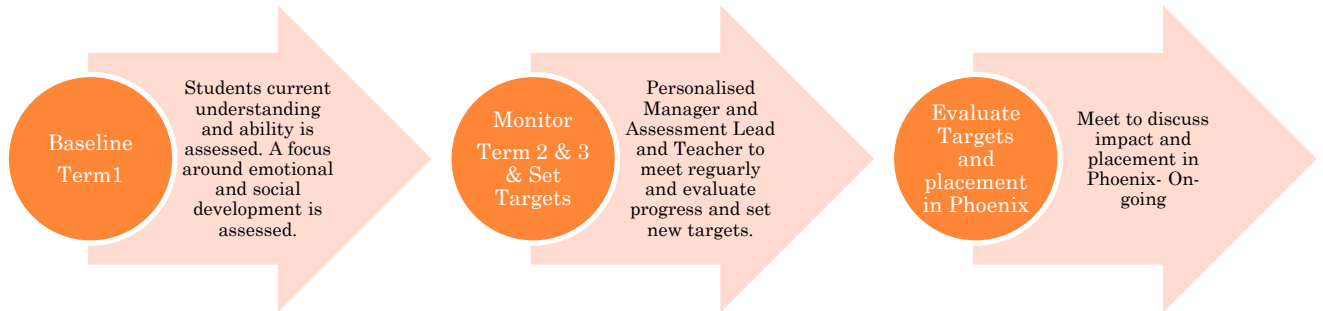 Baseline
Term1
Students current
understanding
and ability is
assessed. A focus
around emotional
and social
development is
assessed.
Monitor
Term 2 & 3
& Set
Targets
Personalised
Manager and
Assessment Lead
and Teacher to
meet reguarly
and evaluate
progress and set
new targets.
Evaluate
Targets
and
placement
in Phoenix
Meet to discuss
impact and
placement in
Phoenix- On-
going